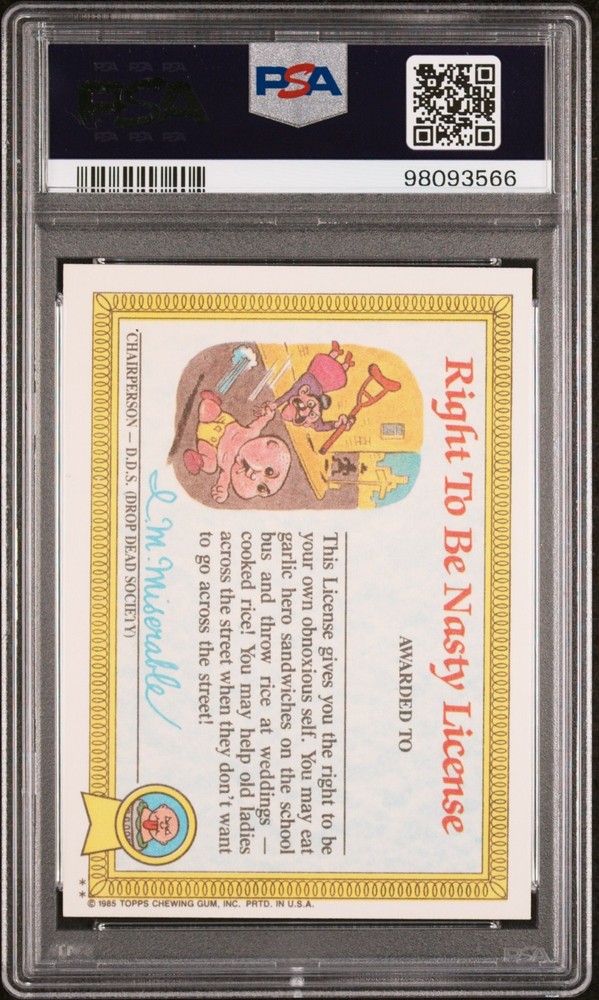 PSA
98093566
Right To Be Nasty License
AWARDED TO
This License gives you the right to be
your own obnoxious self. You may eat
garlic hero sandwiches on the school
bus and throw rice at weddings —
cooked rice! You may help old ladies
across the street when they don't want
to go across the street!
I. M. Miserable
CHAIRPERSON — D.D.S. (DROP DEAD SOCIETY)
** © 1985 TOPPS CHEWING GUM, INC. PRTD. IN U.S.A.
PSA